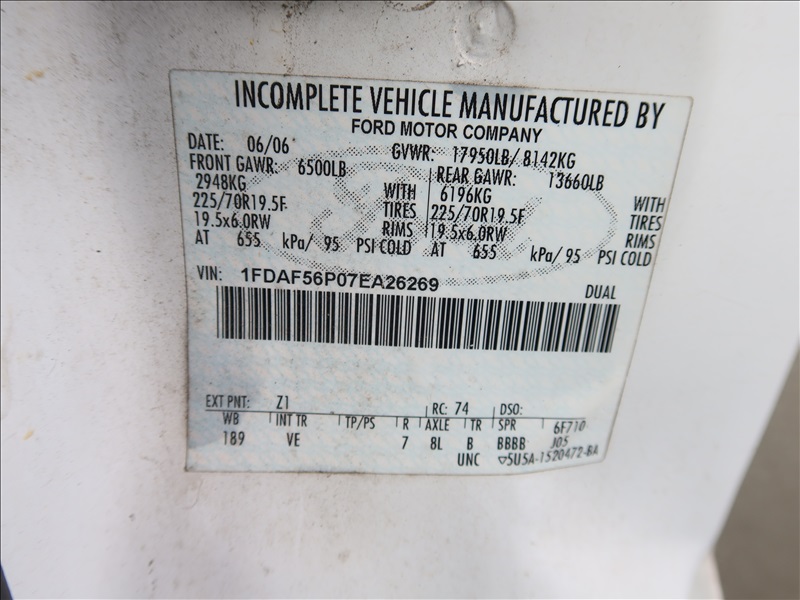 INCOMPLETE VEHICLE MANUFACTURED BY
FORD MOTOR COMPANY
DATE: 06/06 GVWR: 17950LB/ 8142KG
FRONT GAWR: 6500LB REAR GAWR: 13660LB
2948KG WITH 6196KG WITH
225/70R19.5F TIRES 225/70R19.5F TIRES
19.5x6.0RW RIMS 19.5x6.0RW RIMS
AT 655 kPa/ 95 PSI COLD AT 655 kPa/ 95 PSI COLD
VIN: 1FDAF56P07EA26269 DUAL
EXT PNT: Z1 RC: 74 DSO:
WB INT TR TP/PS R AXLE TR SPR 6F710
189 VE 7 8L B BBBB J05
UNC 5U5A-1520472-BA